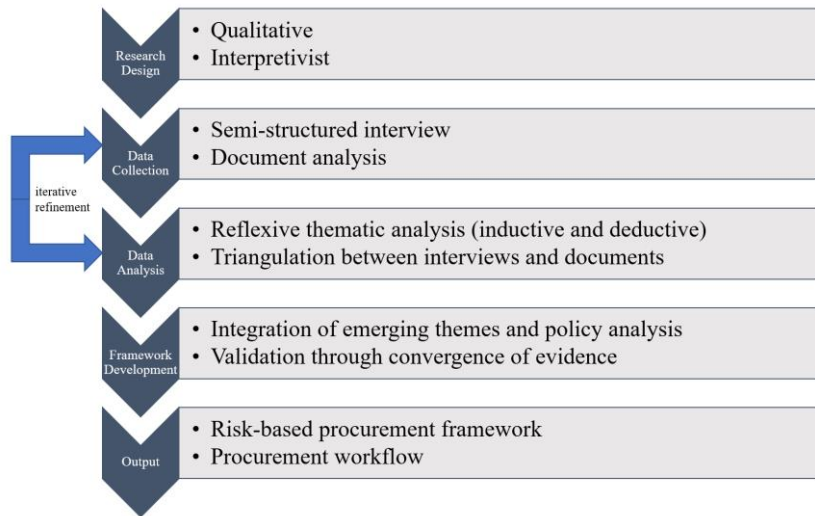 Research
Design
• Qualitative
• Interpretivist
Data
Collection
• Semi-structured interview
• Document analysis
iterative
refinement
Data
Analysis
• Reflexive thematic analysis (inductive and deductive)
• Triangulation between interviews and documents
Framework
Development
• Integration of emerging themes and policy analysis
• Validation through convergence of evidence
Output
• Risk-based procurement framework
• Procurement workflow